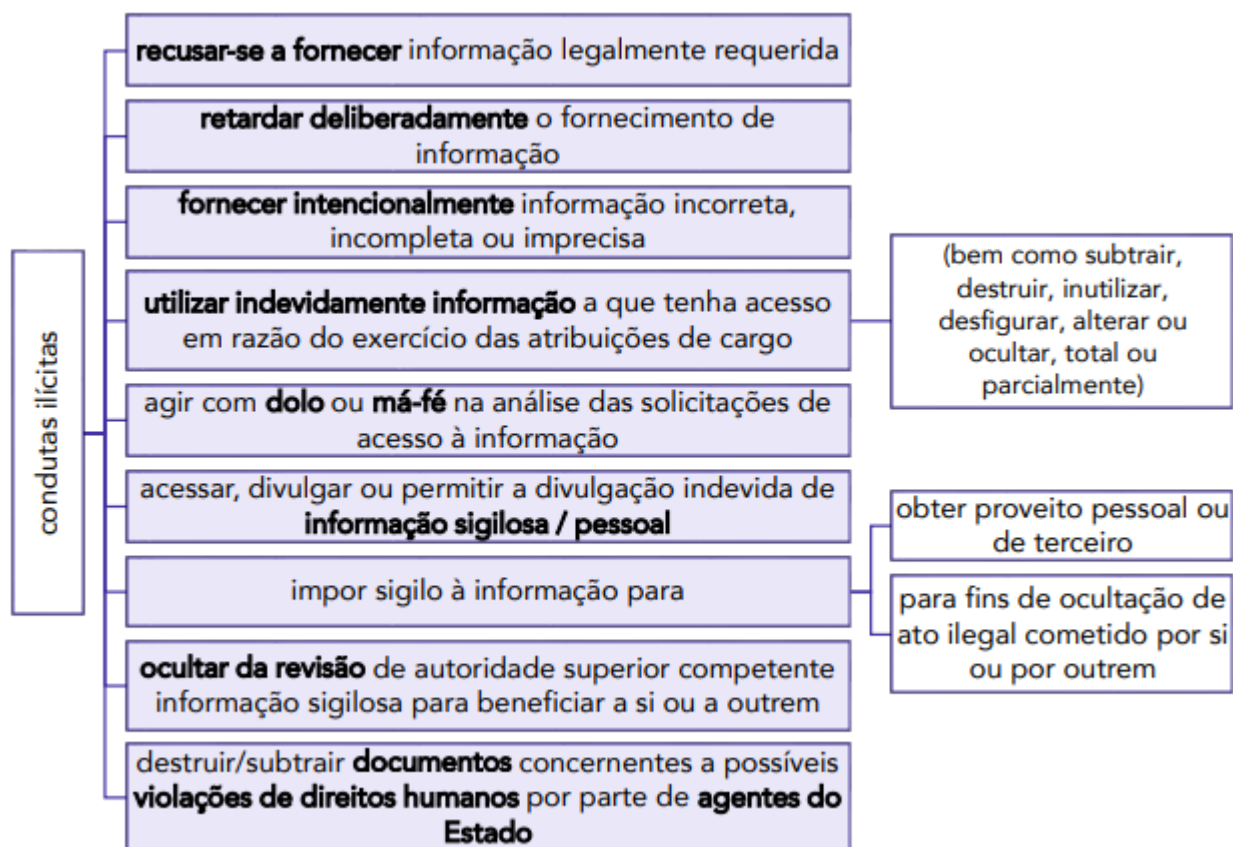 condutas ilícitas
recusar-se a fornecer informação legalmente requerida
retardar deliberadamente o fornecimento de
informação
fornecer intencionalmente informação incorreta,
incompleta ou imprecisa
utilizar indevidamente informação a que tenha acesso
em razão do exercício das atribuições de cargo
(bem como subtrair,
destruir, inutilizar,
desfigurar, alterar ou
ocultar, total ou
parcialmente)
agir com dolo ou má-fé na análise das solicitações de
acesso à informação
acessar, divulgar ou permitir a divulgação indevida de
informação sigilosa / pessoal
impor sigilo à informação para
obter proveito pessoal ou
de terceiro
para fins de ocultação de
ato ilegal cometido por si
ou por outrem
ocultar da revisão de autoridade superior competente
informação sigilosa para beneficiar a si ou a outrem
destruir/subtrair documentos concernentes a possíveis
violações de direitos humanos por parte de agentes do
Estado